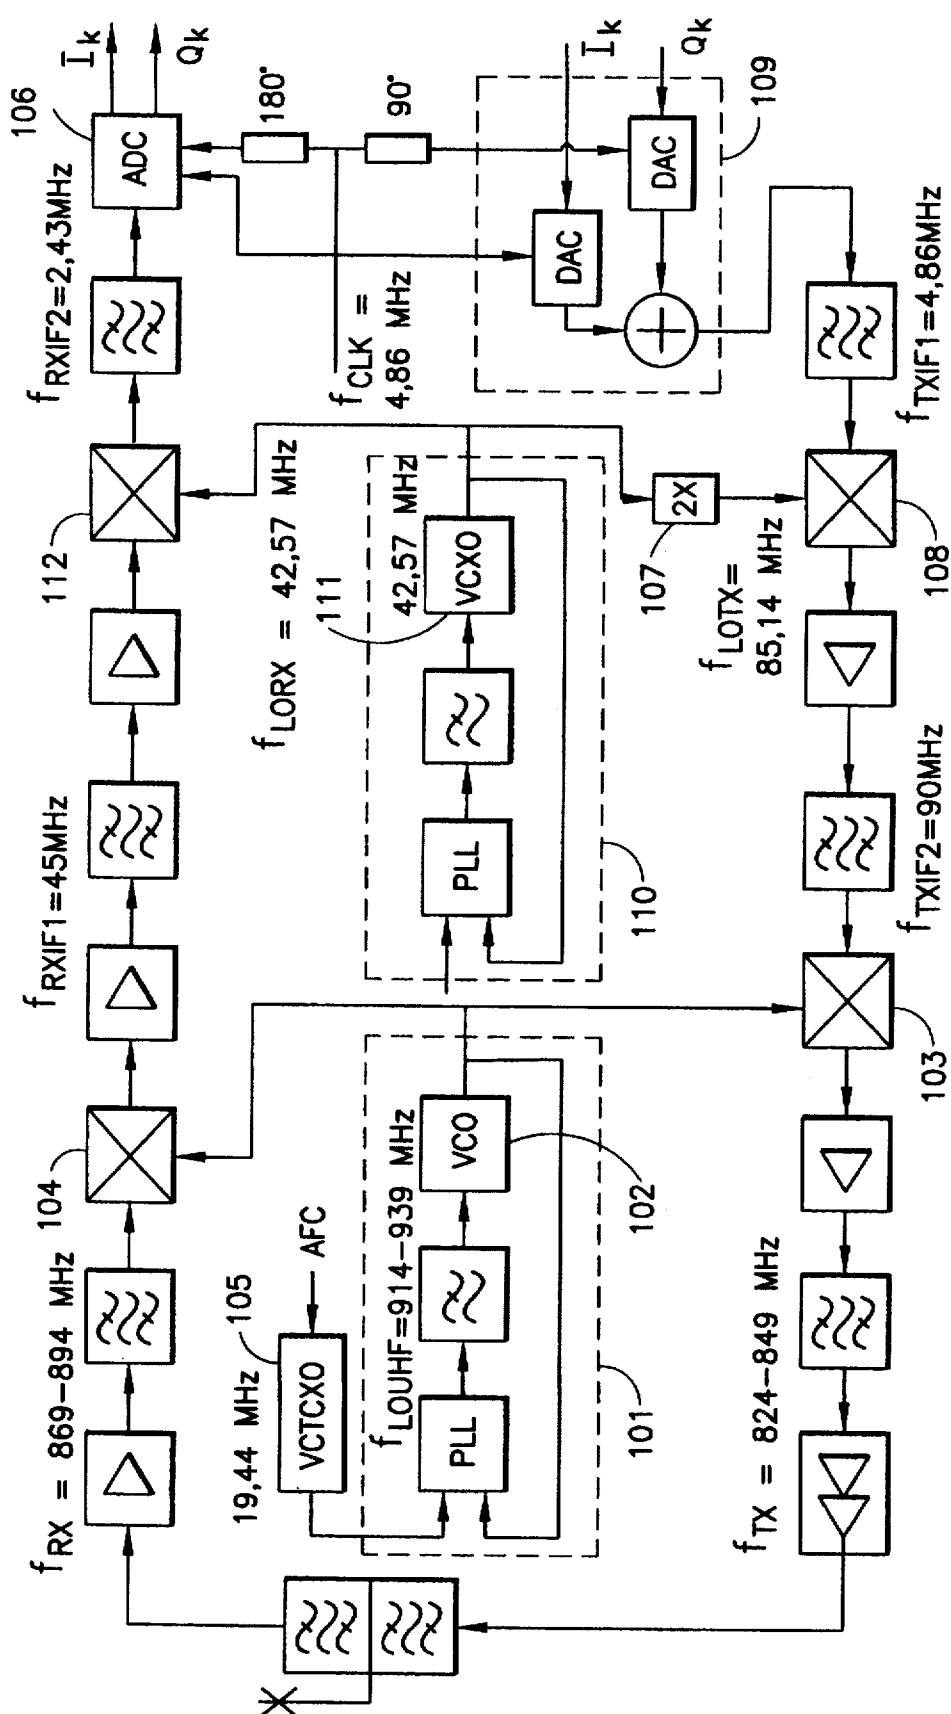 f_RX = 869-894 MHz
104
f_RXIF1=45MHz
112
f_RXIF2=2,43MHz
106
ADC
I_k
Q_k
180°
90°
f_CLK =
4,86 MHz
I_k
Q_k
DAC
DAC
109
19,44 MHz
105
VCTCXO
AFC
f_LOUHF=914-939 MHz
PLL
VCO
102
101
f_LORX = 42,57 MHz
111
42,57 MHz
PLL
VCXO
110
107
2X
f_LOTX=
85,14 MHz
f_TX = 824-849 MHz
103
f_TXIF2=90MHz
108
f_TXIF1=4,86MHz